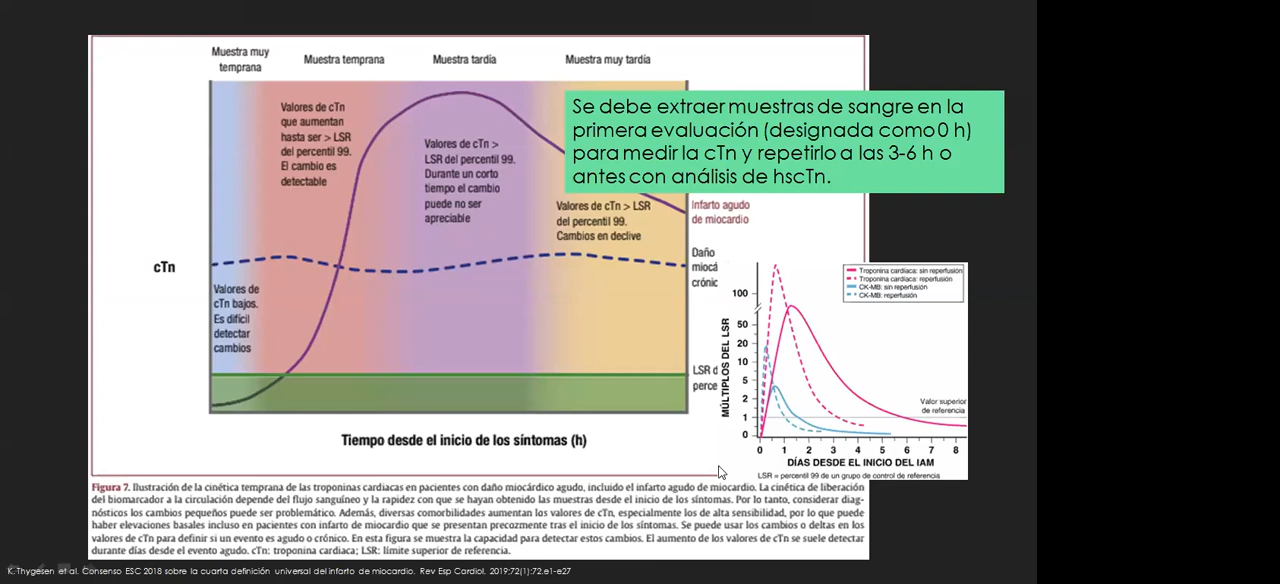 Muestra muy
temprana
Muestra temprana
Muestra tardía
Muestra muy tardía
Valores de cTn
que aumentan
hasta ser > LSR
del percentil 99.
El cambio es
detectable
Valores de cTn >
LSR del percentil 99.
Durante un corto
tiempo el cambio
puede no ser
apreciable
Se debe extraer muestras de sangre en la
primera evaluación (designada como 0 h)
para medir la cTn y repetirlo a las 3-6 h o
antes con análisis de hscTn.
Valores de cTn > LSR
del percentil 99.
Cambios en declive
Infarto agudo
de miocardio
cTn
Daño
miocá
crónic
Valores de
cTn bajos.
Es difícil
detectar
cambios
LSR d
perce
Tiempo desde el inicio de los síntomas (h)
Troponina cardiaca: sin reperfusión
Troponina cardiaca: reperfusión
CK-MB: sin reperfusión
CK-MB: reperfusión
MÚLTIPLOS DEL LSR
100
50
20
10
5
2
1
0
Valor superior
de referencia
0 1 2 3 4 5 6 7 8
DÍAS DESDE EL INICIO DEL IAM
LSR = percentil 99 de un grupo de control de referencia
Figura 7. Ilustración de la cinética temprana de las troponinas cardiacas en pacientes con daño miocárdico agudo, incluido el infarto agudo de miocardio. La cinética de liberación
del biomarcador a la circulación depende del flujo sanguíneo y la rapidez con que se hayan obtenido las muestras desde el inicio de los síntomas. Por lo tanto, considerar diag-
nósticos los cambios pequeños puede ser problemático. Además, diversas comorbilidades aumentan los valores de cTn, especialmente los de alta sensibilidad, por lo que puede
haber elevaciones basales incluso en pacientes con infarto de miocardio que se presentan precozmente tras el inicio de los síntomas. Se puede usar los cambios o deltas en los
valores de cTn para definir si un evento es agudo o crónico. En esta figura se muestra la capacidad para detectar estos cambios. El aumento de los valores de cTn se suele detectar
durante días desde el evento agudo. cTn: troponina cardiaca; LSR: límite superior de referencia.
K.Thygesen et al. Consenso ESC 2018 sobre la cuarta definición universal del infarto de miocardio. Rev Esp Cardiol. 2019;72(1):72.e1-e27